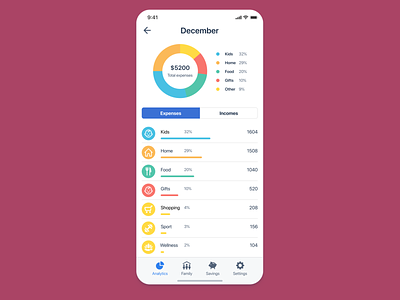 9:41
December
$5200
Total expenses
Kids 32%
Home 29%
Food 20%
Gifts 10%
Other 9%
Expenses Incomes
Kids 32% 1604
Home 29% 1508
Food 20% 1040
Gifts 10% 520
Shopping 4% 208
Sport 3% 156
Wellness 2% 104
Analytics Family Savings Settings